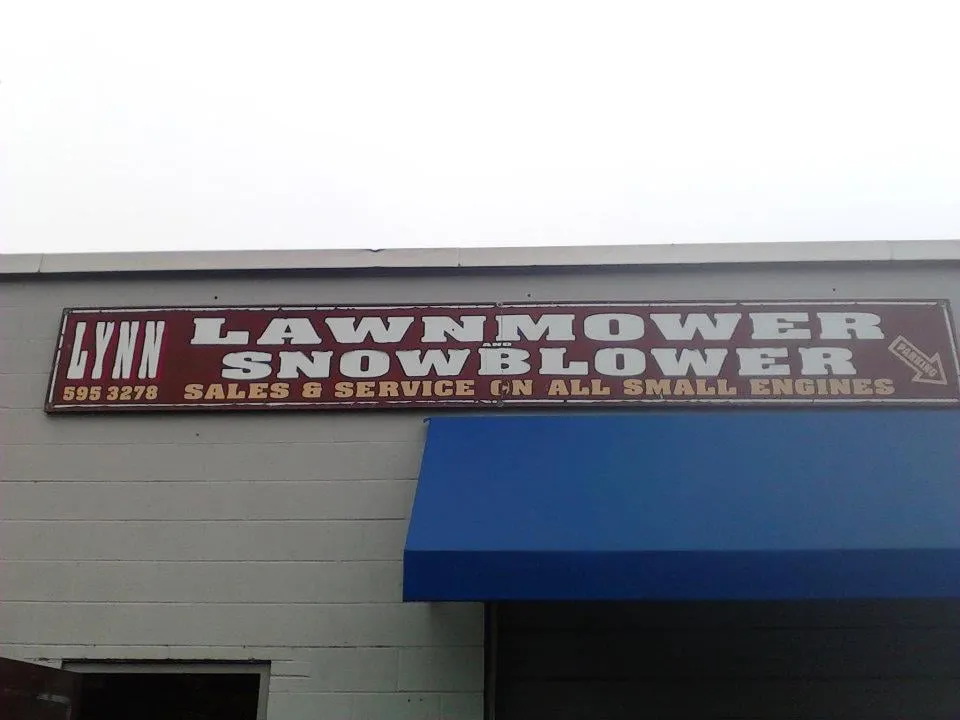 LYNN
595 3278
LAWNMOWER
AND
SNOWBLOWER
SALES & SERVICE ON ALL SMALL ENGINES
PARKING